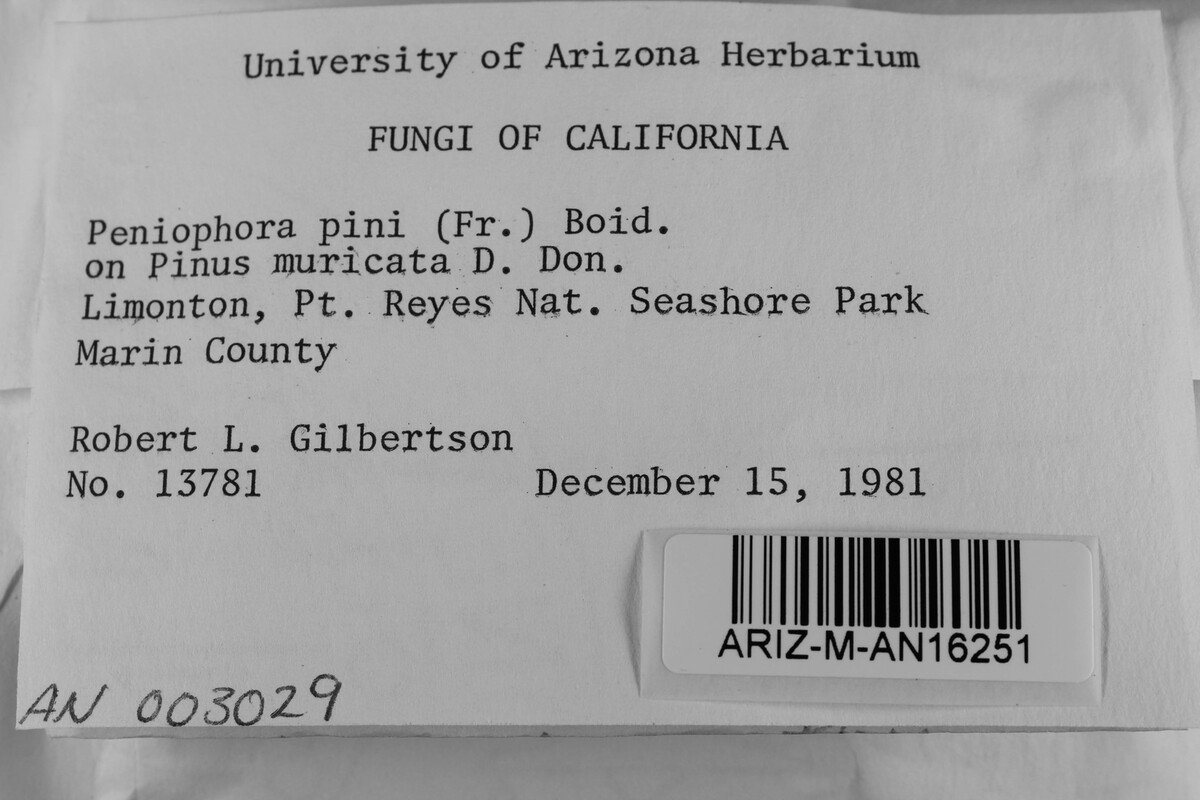 University of Arizona Herbarium
FUNGI OF CALIFORNIA
Peniophora pini (Fr.) Boid.
on Pinus muricata D. Don.
Limonton, Pt. Reyes Nat. Seashore Park
Marin County
Robert L. Gilbertson
No. 13781 December 15, 1981
ARIZ-M-AN16251
AN 003029